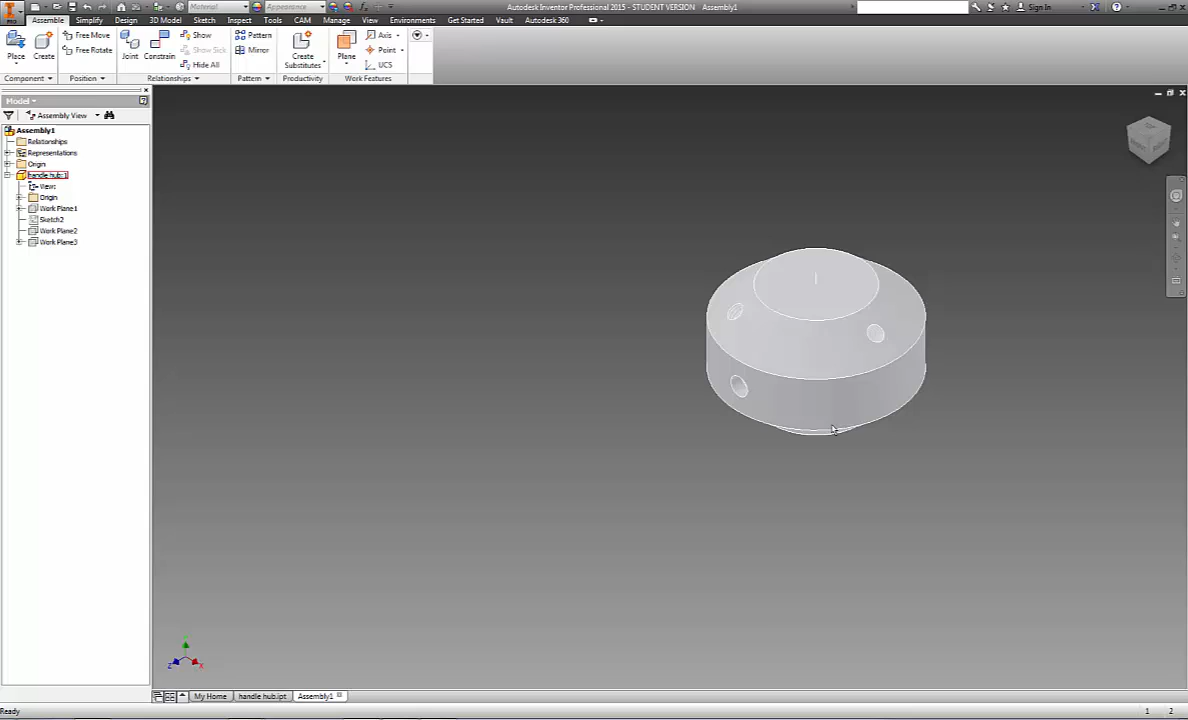 Autodesk Inventor Professional 2015 - STUDENT VERSION Assembly1
Material
Appearance
Sign In
PRO
Assemble Simplify Design 3D Model Sketch Inspect Tools CAM Manage View Environments Get Started Vault Autodesk 360
Place Create Free Move Joint Constrain Show Pattern Create Substitutes Plane Axis
Free Rotate Show Sick Mirror Point
Hide All UCS
Component Position Relationships Pattern Productivity Work Features
Model
Assembly View
Assembly1
Relationships
Representations
Origin
handle hub:1
View:
Origin
Work Plane1
Sketch2
Work Plane2
Work Plane3
Z
X
My Home handle hub.ipt Assembly1
Ready 1 2